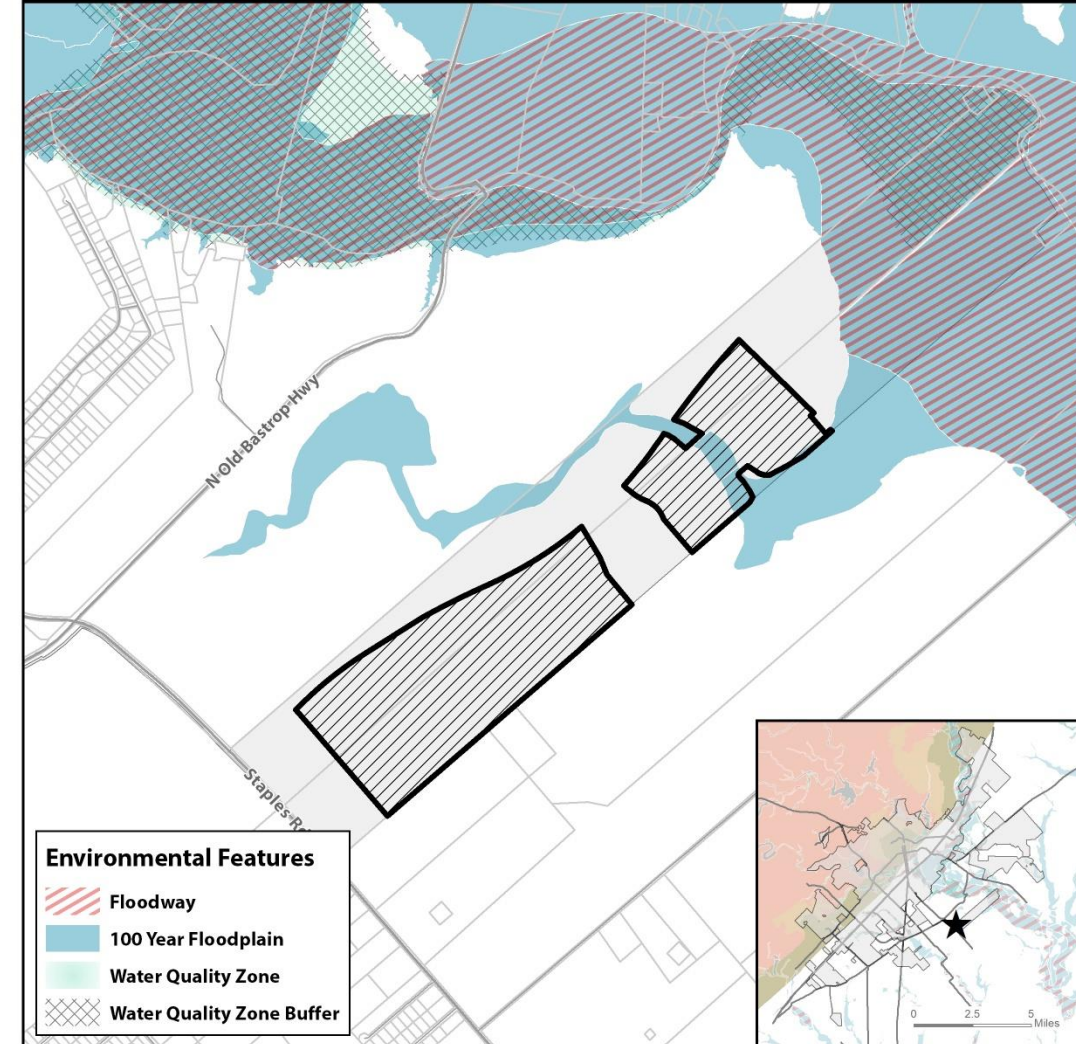 N-Old-Bastrop-Hwy
Staples-R
Environmental Features
Floodway
100 Year Floodplain
Water Quality Zone
Water Quality Zone Buffer
0 2.5 5
Miles